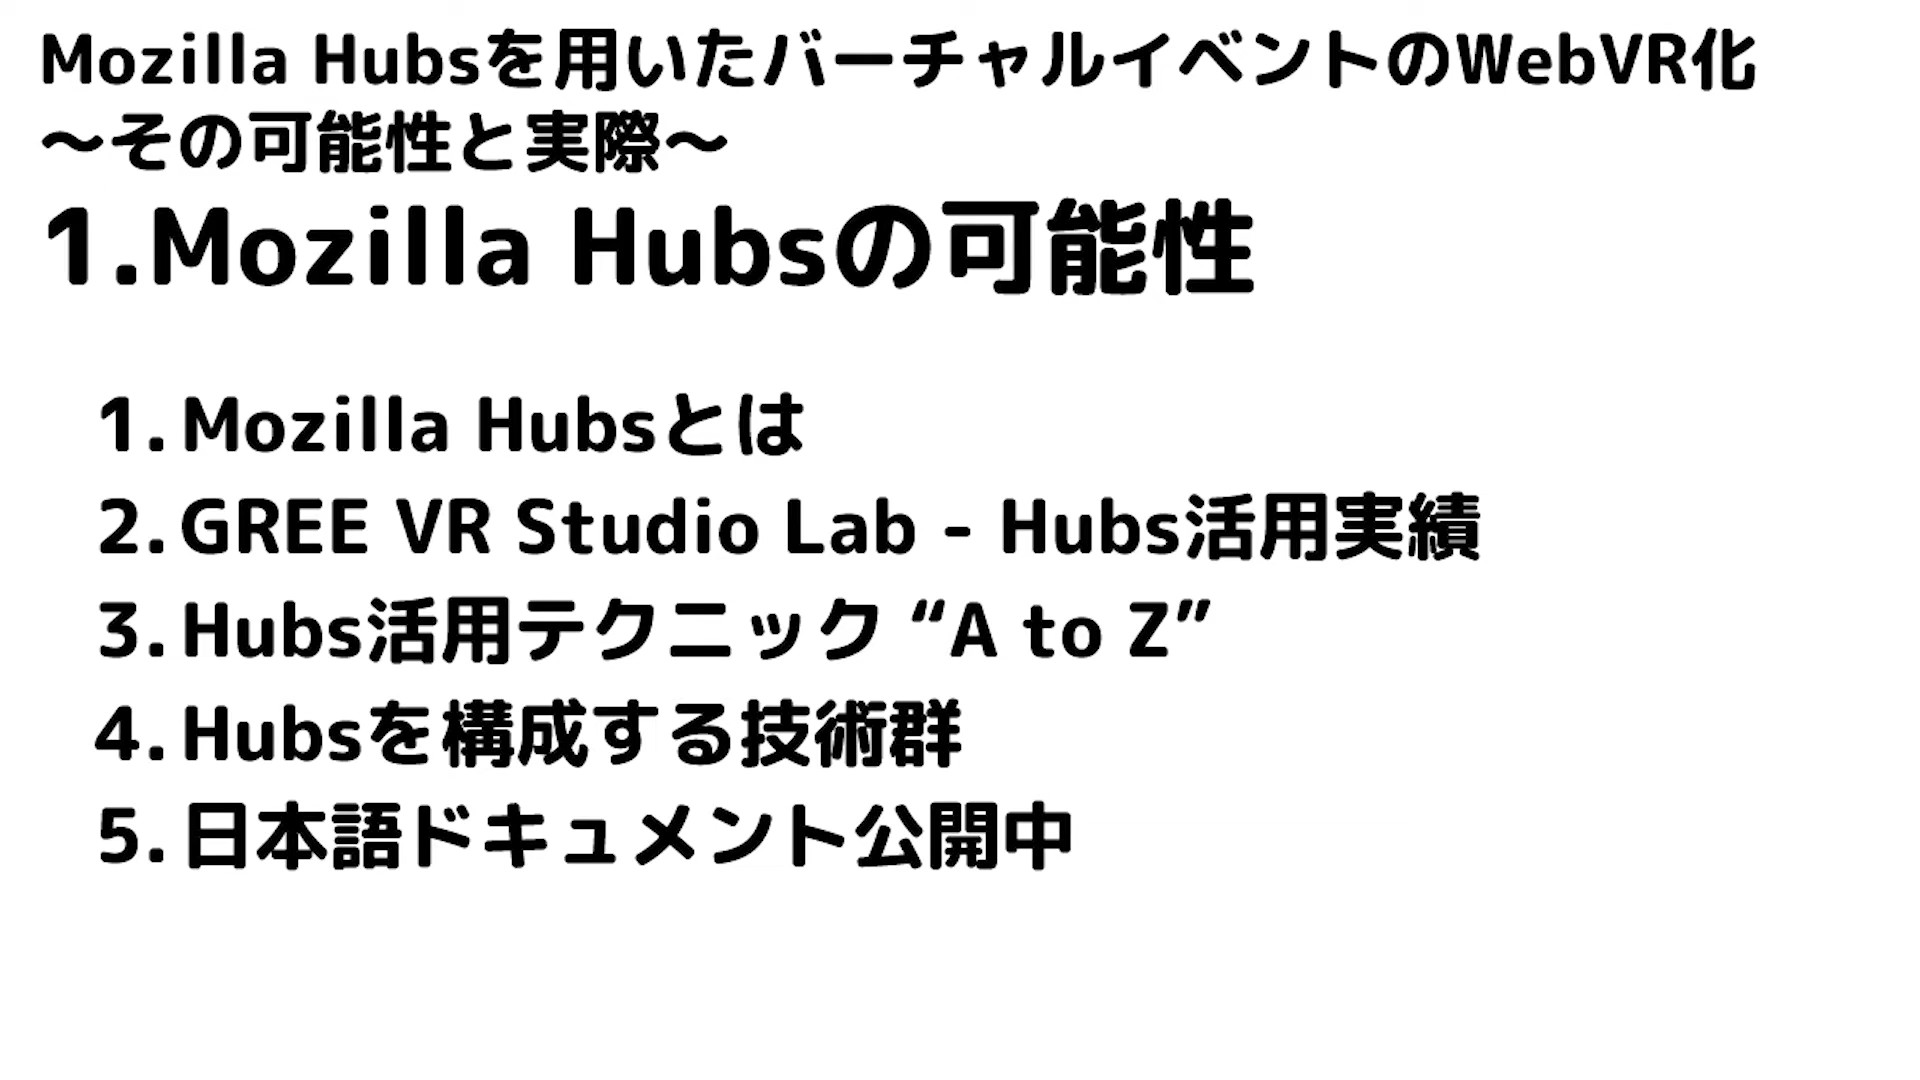 Mozilla Hubsを用いたバーチャルイベントのWebVR化
〜その可能性と実際〜
1.Mozilla Hubsの可能性
1.Mozilla Hubsとは
2.GREE VR Studio Lab - Hubs活用実績
3.Hubs活用テクニック “A to Z”
4.Hubsを構成する技術群
5.日本語ドキュメント公開中